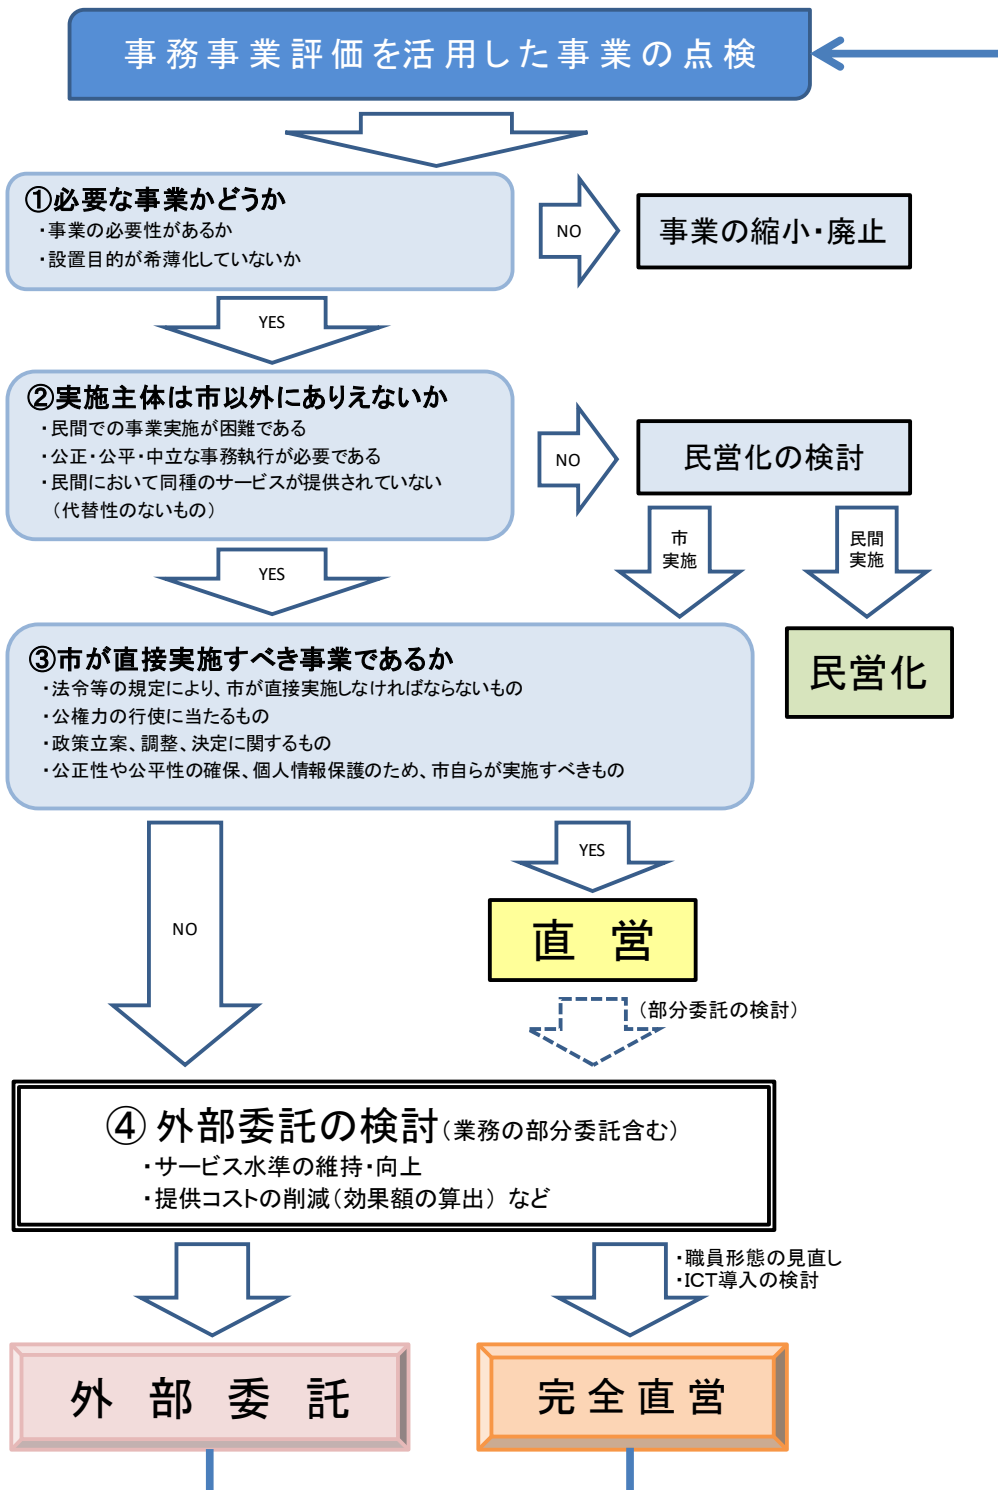 事務事業評価を活用した事業の点検
①必要な事業かどうか
・事業の必要性があるか
・設置目的が希薄化していないか
NO
事業の縮小・廃止
YES
②実施主体は市以外にありえないか
・民間での事業実施が困難である
・公正・公平・中立な事務執行が必要である
・民間において同種のサービスが提供されていない
（代替性のないもの）
NO
民営化の検討
市
実施
民間
実施
YES
民営化
③市が直接実施すべき事業であるか
・法令等の規定により、市が直接実施しなければならないもの
・公権力の行使に当たるもの
・政策立案、調整、決定に関するもの
・公正性や公平性の確保、個人情報保護のため、市自らが実施すべきもの
NO
YES
直 営
（部分委託の検討）
④ 外部委託の検討（業務の部分委託含む）
・サービス水準の維持・向上
・提供コストの削減（効果額の算出） など
・職員形態の見直し
・ICT導入の検討
外 部 委 託
完全直営